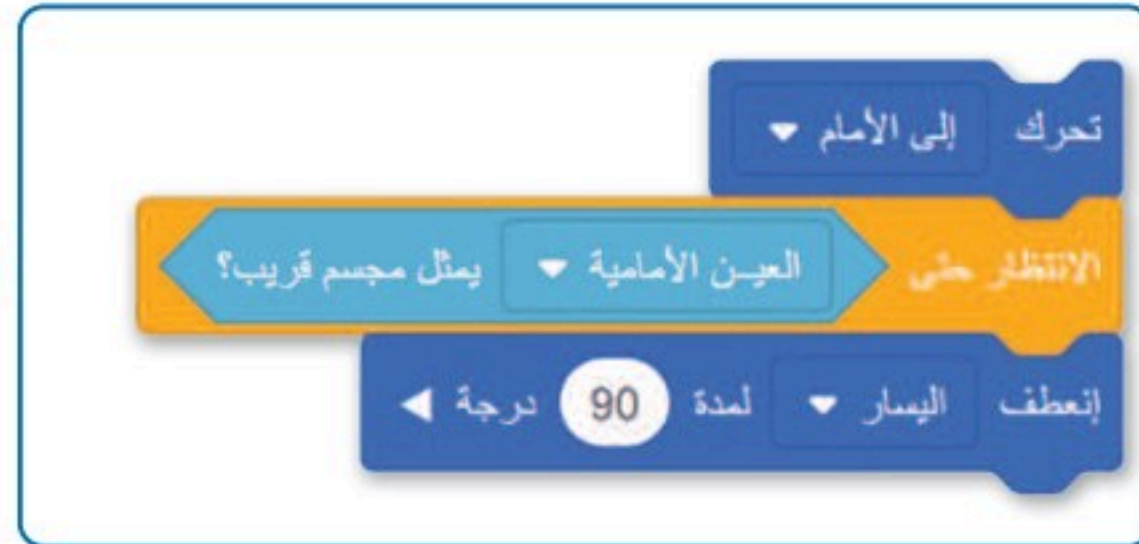 تحرك إلى الأمام
الانتظار حتى العين الأمامية يمثل مجسم قريب؟
إنعطف اليسار لمدة 90 درجة